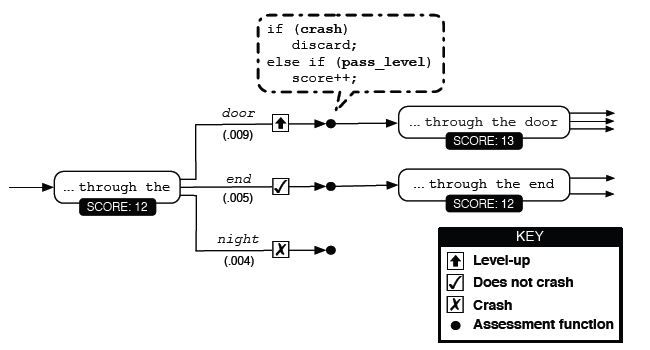 if (crash)
discard;
else if (pass_level)
score++;
door
(.009)
... through the door
SCORE: 13
... through the
SCORE: 12
end
(.005)
... through the end
SCORE: 12
night
(.004)
KEY
Level-up
Does not crash
Crash
Assessment function